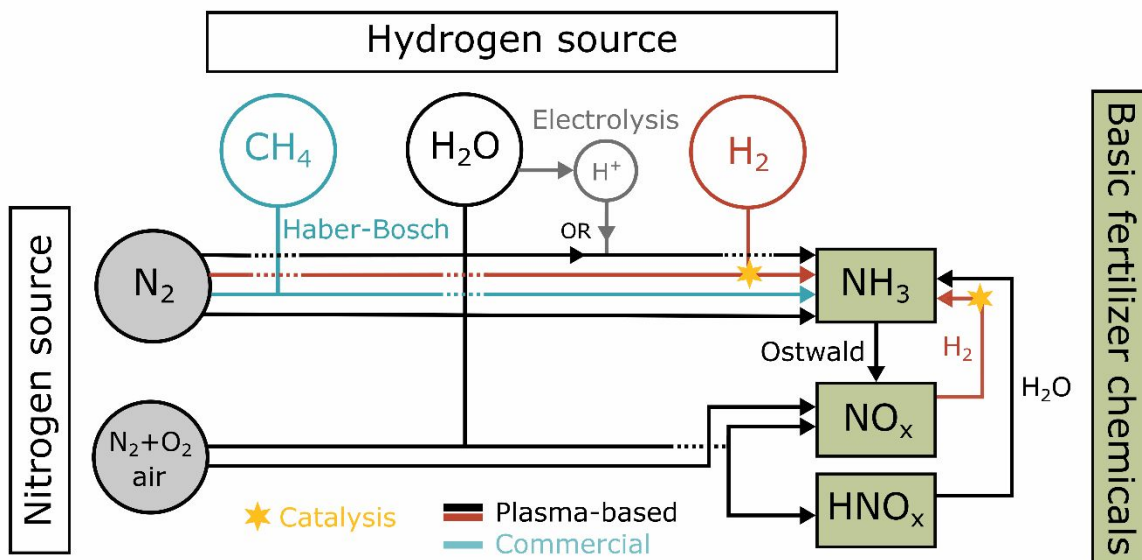 Hydrogen source
CH₄
H₂O
Electrolysis
H⁺
H₂
Haber-Bosch
OR
Nitrogen source
N₂
NH₃
Ostwald
H₂
H₂O
NOₓ
N₂+O₂
air
HNOₓ
Catalysis
Plasma-based
Commercial
Basic fertilizer chemicals